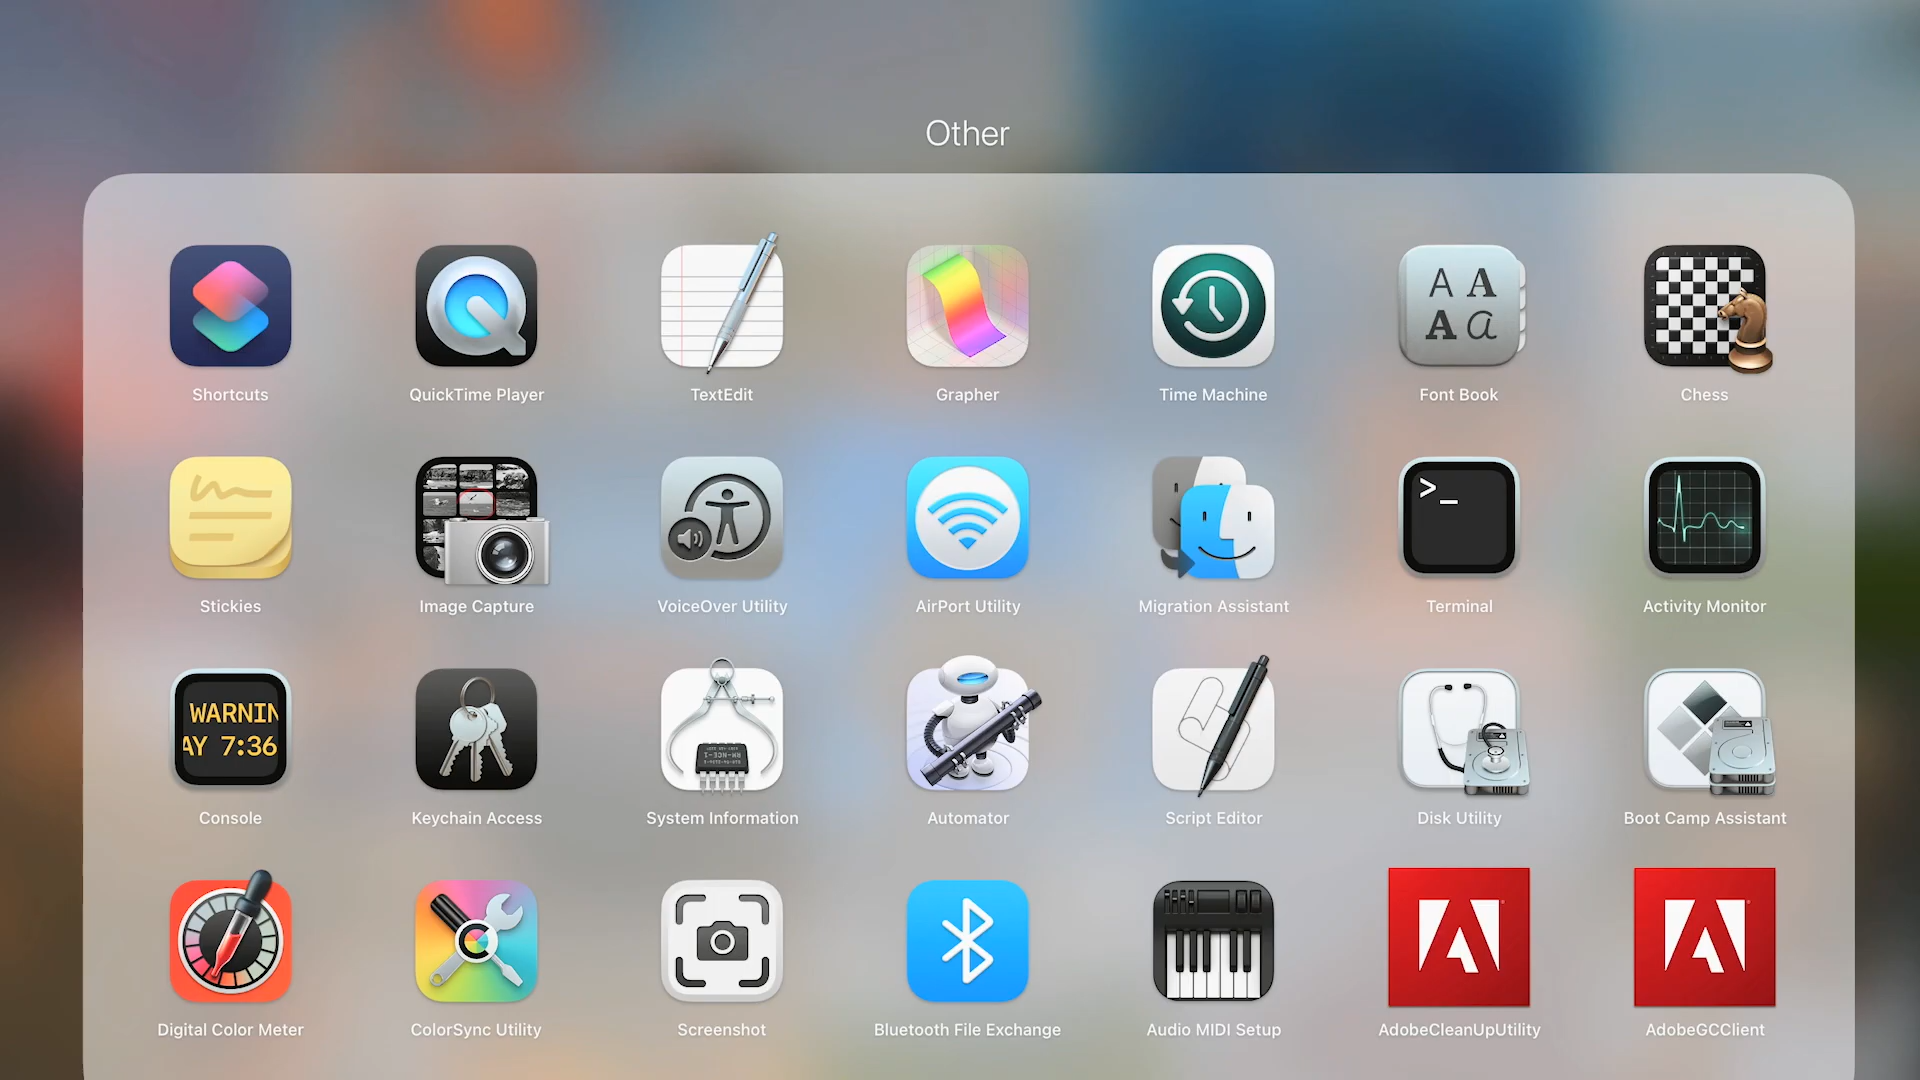 Other
Shortcuts
QuickTime Player
TextEdit
Grapher
Time Machine
A A
A a
Font Book
Chess
Stickies
Image Capture
VoiceOver Utility
AirPort Utility
Migration Assistant
>_
Terminal
Activity Monitor
WARNIN
AY 7:36
Console
Keychain Access
System Information
Automator
Script Editor
Disk Utility
Boot Camp Assistant
Digital Color Meter
ColorSync Utility
Screenshot
Bluetooth File Exchange
Audio MIDI Setup
AdobeCleanUpUtility
AdobeGCClient